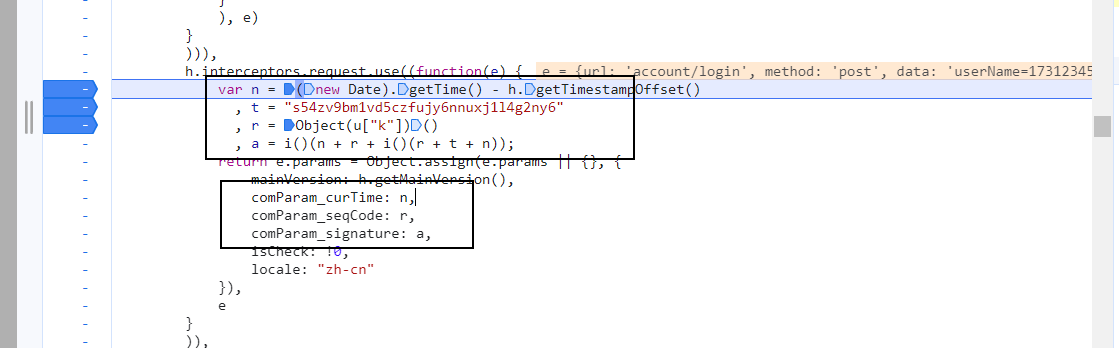 }
), e)
}
))),
h.interceptors.request.use((function(e) { e = {url: 'account/login', method: 'post', data: 'userName=17312345
var n = (new Date).getTime() - h.getTimestampOffset()
, t = "s54zv9bm1vd5czfujy6nnuxj1l4g2ny6"
, r = Object(u["k"])()
, a = i()(n + r + i()(r + t + n));
return e.params = Object.assign(e.params || {}, {
mainVersion: h.getMainVersion(),
comParam_curTime: n,
comParam_seqCode: r,
comParam_signature: a,
isCheck: !0,
locale: "zh-cn"
}),
e
}
)),